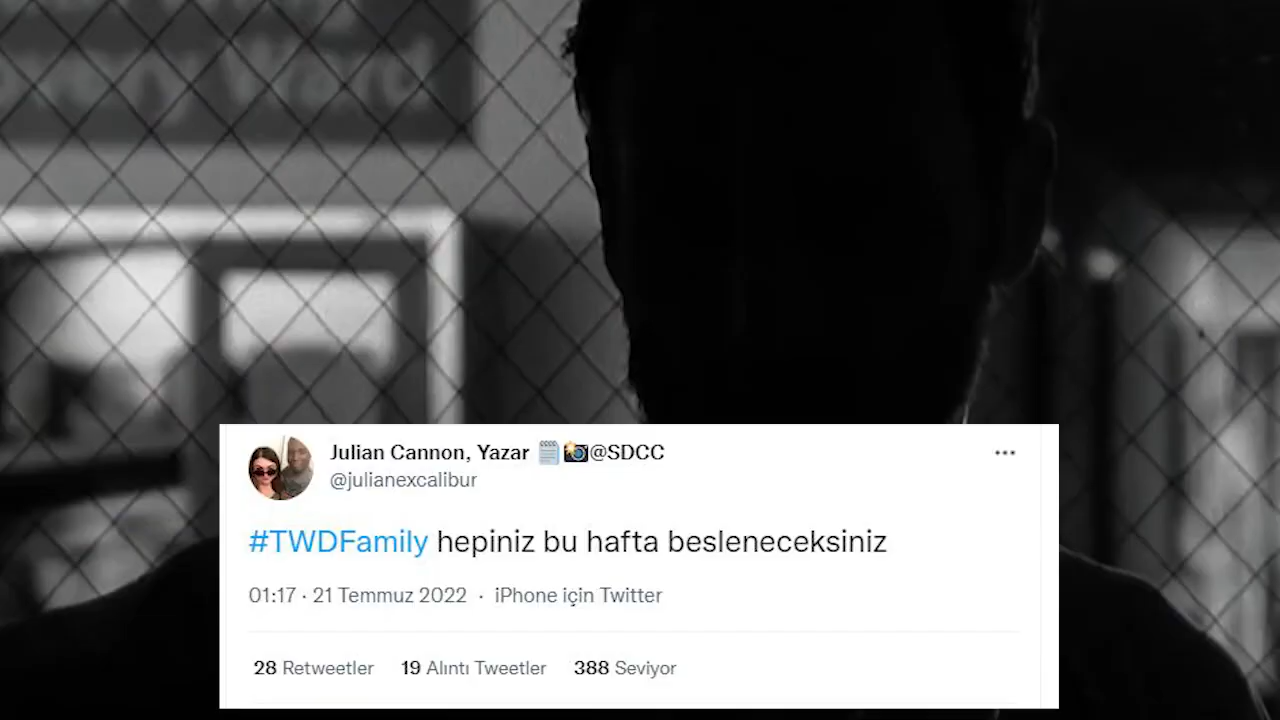 Julian Cannon, Yazar 🗒️📸@SDCC
@julianexcalibur
#TWDFamily hepiniz bu hafta besleneceksiniz
01:17 · 21 Temmuz 2022 · iPhone için Twitter
28 Retweetler 19 Alıntı Tweetler 388 Seviyor